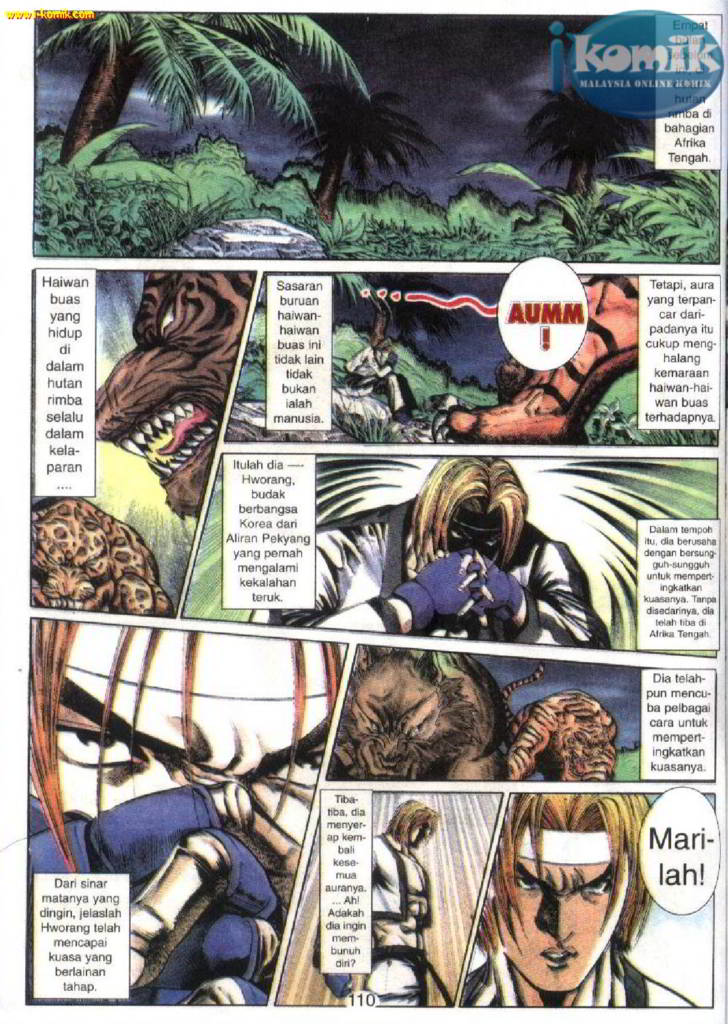 www.i-komik.com
ikomik
MALAYSIA ONLINE KOMIK
Empat
hutan
rimba di
bahagian
Afrika
Tengah.
Haiwan
buas
yang
hidup
di
dalam
hutan
rimba
selalu
dalam
kela-
paran
....
Sasaran
buruan
haiwan-
haiwan
buas ini
tidak lain
tidak
bukan
ialah
manusia.
AUMM
!
Tetapi, aura
yang terpan-
car dari-
padanya itu
cukup meng-
halang
kemaraan
haiwan-hai-
wan buas
terhadapnya.
Itulah dia —
Hworang,
budak
berbangsa
Korea dari
Aliran Pekyang
yang pernah
mengalami
kekalahan
teruk.
Dalam tempoh
itu, dia berusaha
dengan bersung-
guh-sungguh
untuk mempert-
ingkatkan
kuasanya. Tanpa
disedarinya, dia
telah tiba di
Afrika Tengah.
Dia telah-
pun mencu-
ba pelbagai
cara untuk
mempert-
ingkatkan
kuasanya.
Dari sinar
matanya yang
dingin, jelaslah
Hworang telah
mencapai
kuasa yang
berlainan
tahap.
Tiba-
tiba, dia
menyer-
ap kem-
bali
kese-
mua
auranya.
... Ah!
Adakah
dia ingin
mem-
bunuh
diri?
Mari-
lah!
110